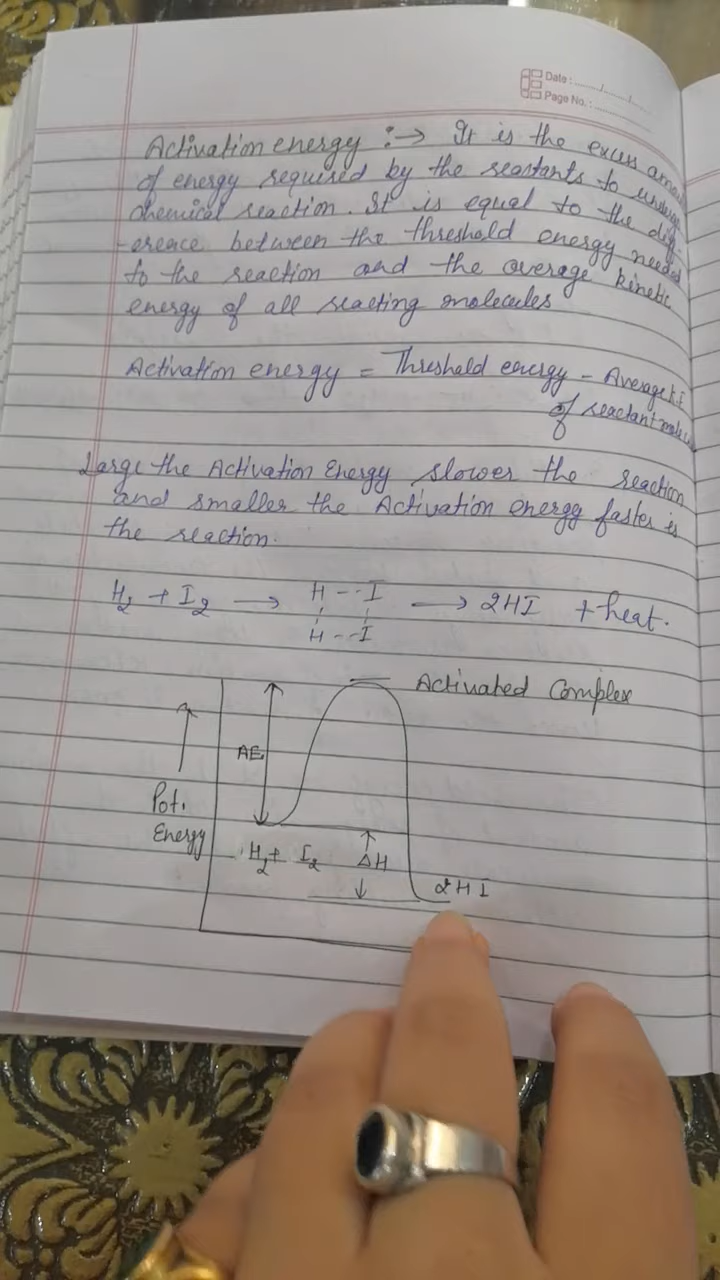 Date :
Page No. :
Activation energy :→ It is the excess amou
of energy required by the reactants to underg
chemical reaction. It is equal to the diff
-erence between the threshold energy needed
to the reaction and the average kinetic
energy of all reacting molecules
Activation energy = Threshold energy - Average K.E
of reactant molec
Large the Activation Energy slower the reaction
and smaller the Activation energy faster is
the reaction.
H₂ + I₂ → H--I → 2HI + heat.
H--I
Activated Complex
AE
Pot.
Energy
H₂+ I₂ ΔH
2HI